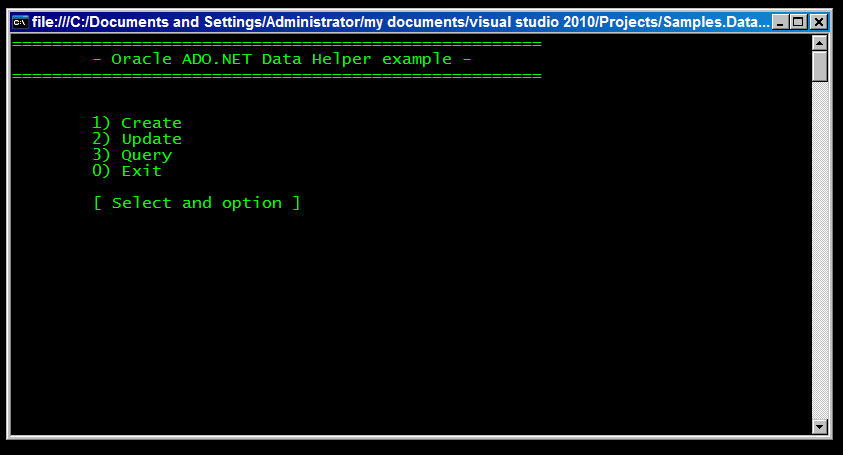 file:///C:/Documents and Settings/Administrator/my documents/visual studio 2010/Projects/Samples.Data...
=====================================================
- Oracle ADO.NET Data Helper example -
=====================================================
1) Create
2) Update
3) Query
0) Exit
[ Select and option ]